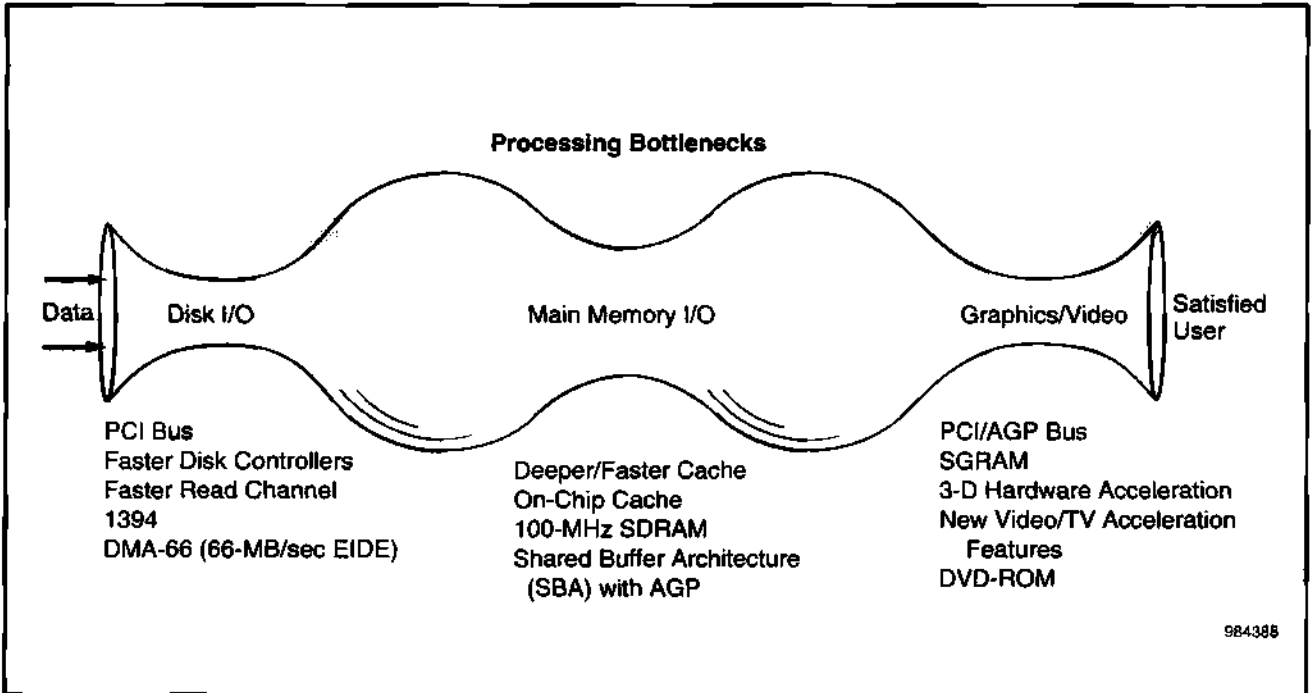 Processing Bottlenecks
Data
Disk I/O
Main Memory I/O
Graphics/Video
Satisfied
User
PCI Bus
Faster Disk Controllers
Faster Read Channel
1394
DMA-66 (66-MB/sec EIDE)
Deeper/Faster Cache
On-Chip Cache
100-MHz SDRAM
Shared Buffer Architecture
(SBA) with AGP
PCI/AGP Bus
SGRAM
3-D Hardware Acceleration
New Video/TV Acceleration
Features
DVD-ROM
984388